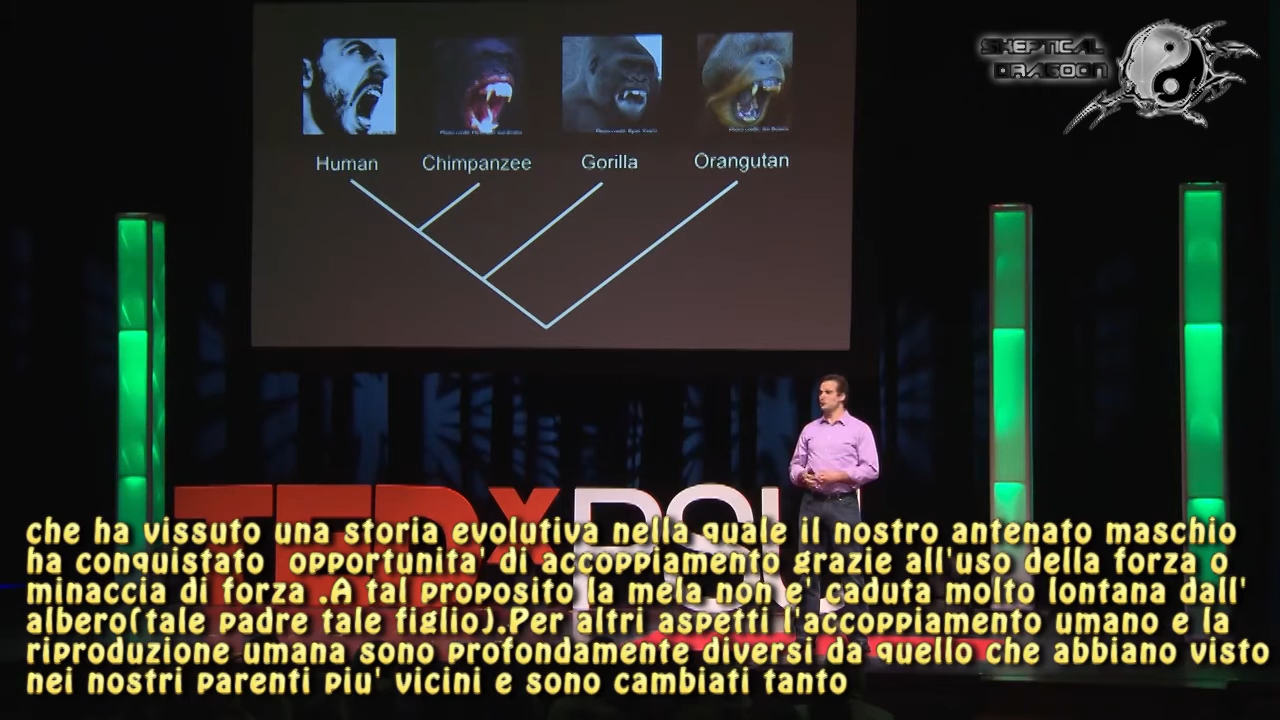 SKEPTICAL
DRAGOON
Human
Chimpanzee
Gorilla
Orangutan
TEDxPSU
che ha vissuto una storia evolutiva nella quale il nostro antenato maschio
ha conquistato opportunita' di accoppiamento grazie all'uso della forza o
minaccia di forza .A tal proposito la mela non e' caduta molto lontana dall'
albero(tale padre tale figlio).Per altri aspetti l'accoppiamento umano e la
riproduzione umana sono profondamente diversi da quello che abbiano visto
nei nostri parenti piu' vicini e sono cambiati tanto